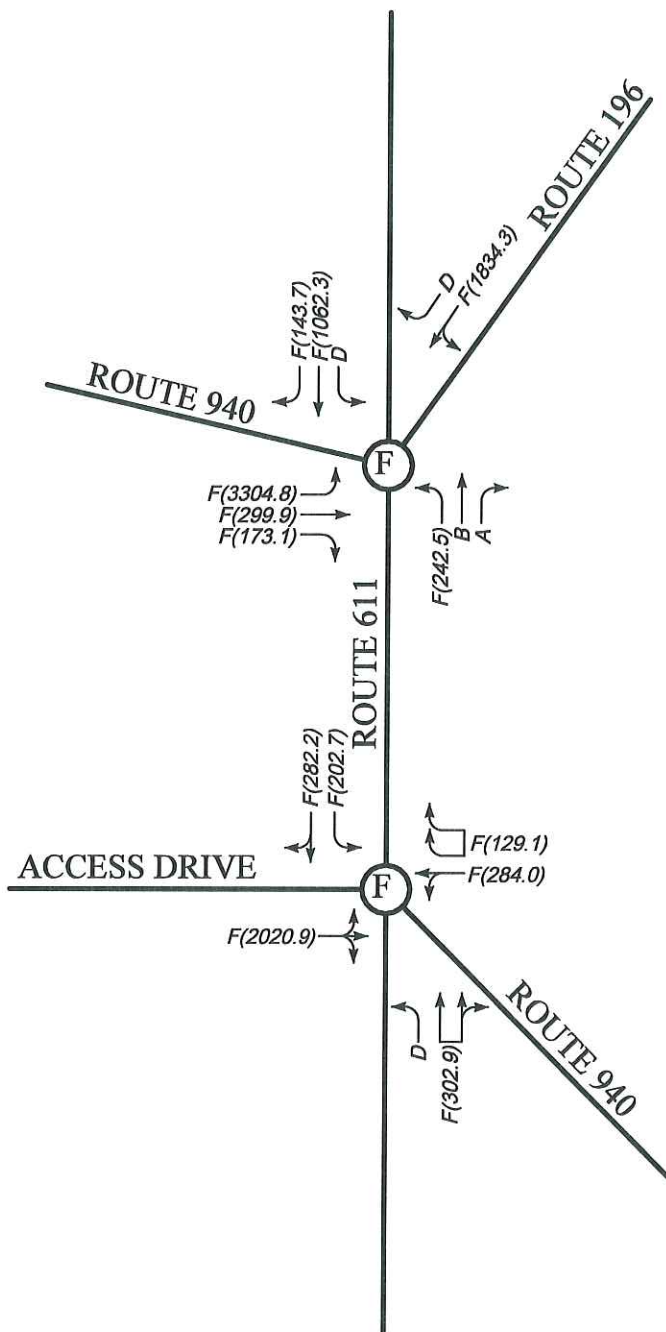 ROUTE 196
D
F(1834.3)
F(143.7)
F(1062.3)
D
ROUTE 940
F
F(3304.8)
F(299.9)
F(173.1)
F(242.5)
B
A
ROUTE 611
F(282.2)
F(202.7)
F(129.1)
F(284.0)
ACCESS DRIVE
F
F(2020.9)
D
F(302.9)
ROUTE 940